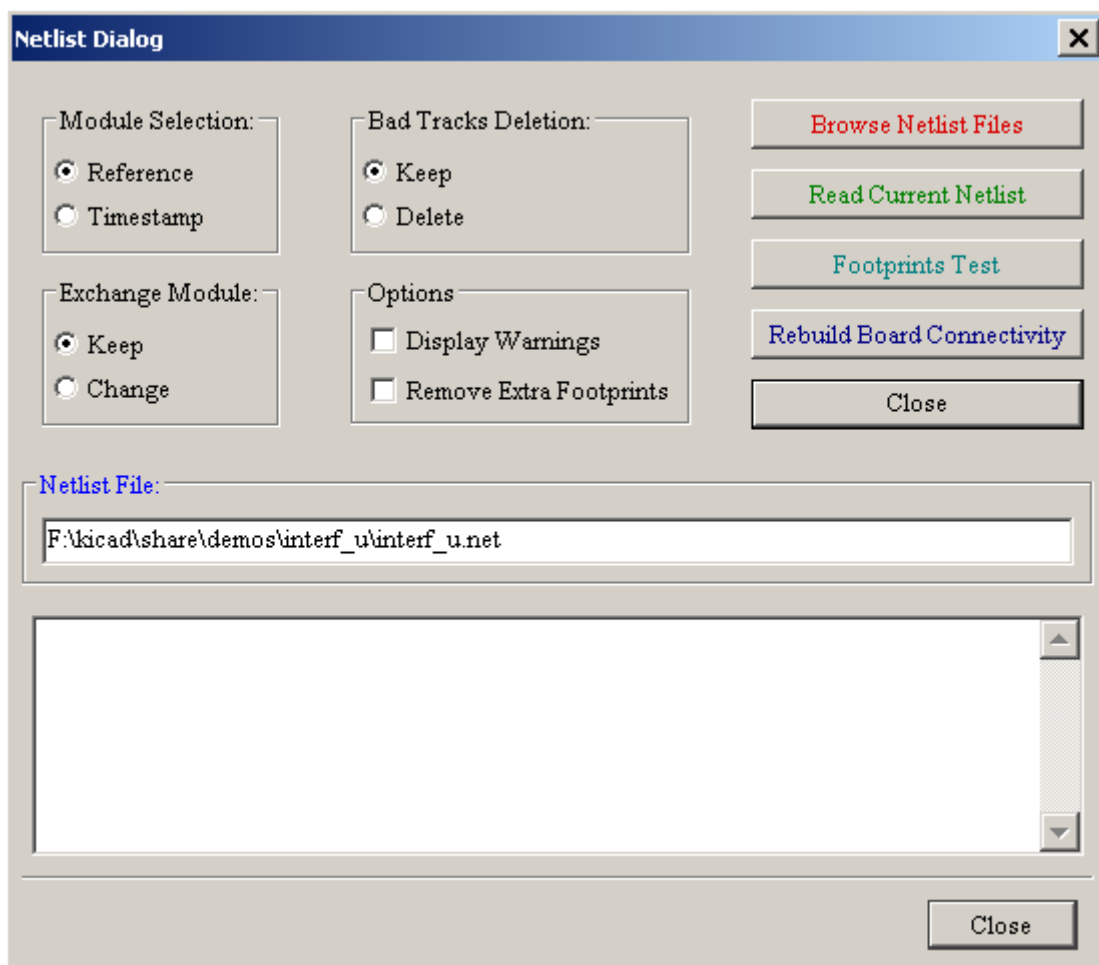 Netlist Dialog
Module Selection:
Reference
Timestamp
Bad Tracks Deletion:
Keep
Delete
Exchange Module:
Keep
Change
Options
Display Warnings
Remove Extra Footprints
Browse Netlist Files
Read Current Netlist
Footprints Test
Rebuild Board Connectivity
Close
Netlist File:
F:\kicad\share\demos\interf_u\interf_u.net
Close